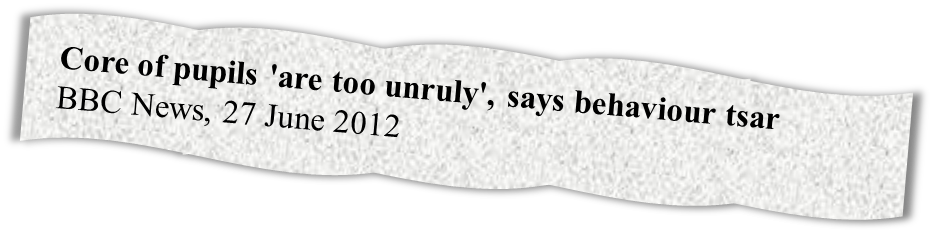 Core of pupils 'are too unruly', says behaviour tsar
BBC News, 27 June 2012